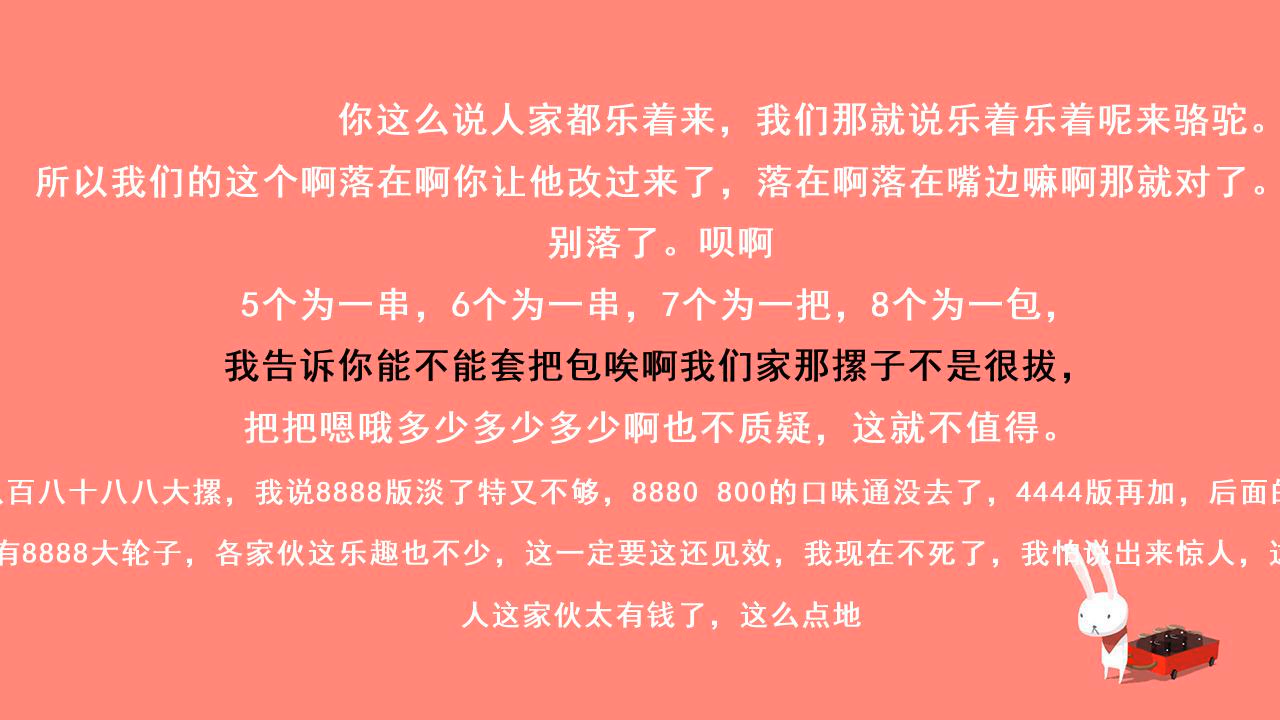 你这么说人家都乐着来，我们那就说乐着乐着呢来骆驼。
所以我们的这个啊落在啊你让他改过来了，落在啊落在嘴边嘛啊那就对了。
别落了。呗啊
5个为一串，6个为一串，7个为一把，8个为一包，
我告诉你能不能套把包唉啊我们家那摞子不是很拔，
把把嗯哦多少多少多少啊也不质疑，这就不值得。
百八十八八大摞，我说8888版淡了特又不够，8880 800的口味通没去了，4444版再加，后面的
有8888大轮子，各家伙这乐趣也不少，这一定要这还见效，我现在不死了，我怕说出来惊人，这
人这家伙太有钱了，这么点地